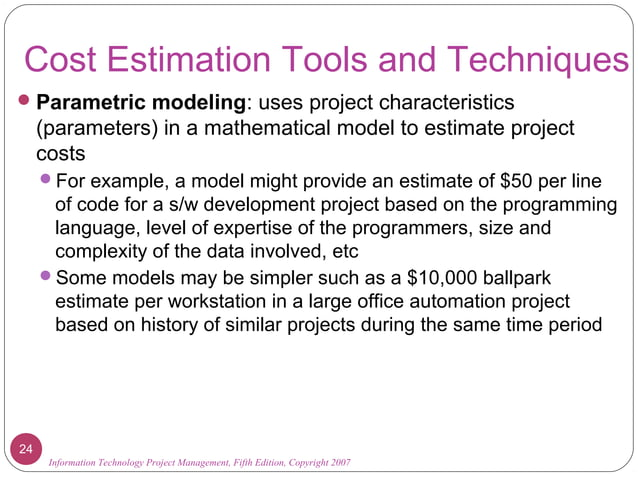 Cost Estimation Tools and Techniques
Parametric modeling: uses project characteristics
(parameters) in a mathematical model to estimate project
costs
For example, a model might provide an estimate of $50 per line
of code for a s/w development project based on the programming
language, level of expertise of the programmers, size and
complexity of the data involved, etc
Some models may be simpler such as a $10,000 ballpark
estimate per workstation in a large office automation project
based on history of similar projects during the same time period
24
Information Technology Project Management, Fifth Edition, Copyright 2007